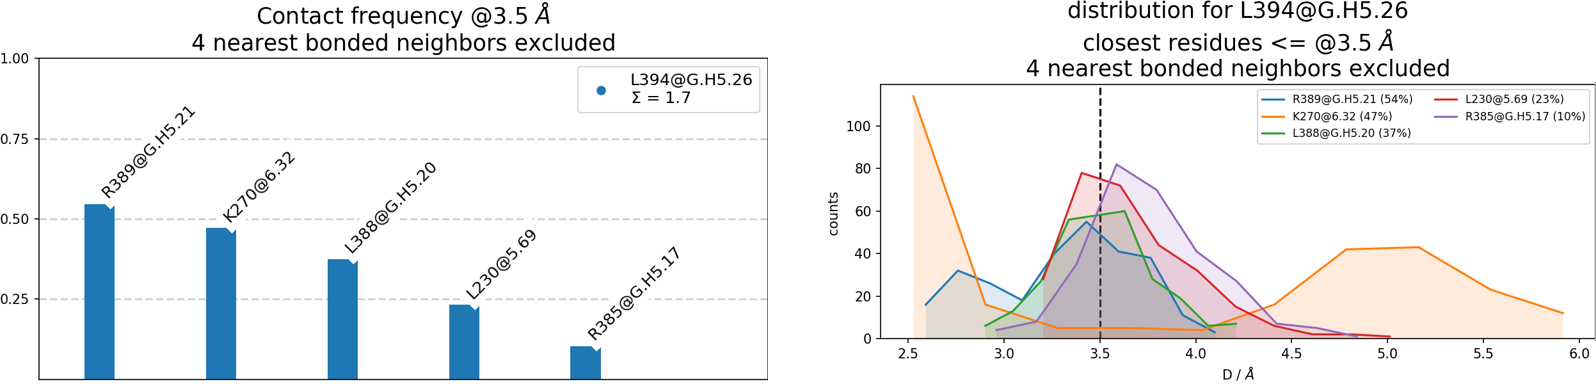 Contact frequency @3.5 Å
4 nearest bonded neighbors excluded
1.00
0.75
0.50
0.25
R389@G.H5.21
K270@6.32
L388@G.H5.20
L230@5.69
R385@G.H5.17
L394@G.H5.26
Σ = 1.7
distribution for L394@G.H5.26
closest residues <= @3.5 Å
4 nearest bonded neighbors excluded
counts
100
80
60
40
20
0
2.5 3.0 3.5 4.0 4.5 5.0 5.5 6.0
D / Å
R389@G.H5.21 (54%)
K270@6.32 (47%)
L388@G.H5.20 (37%)
L230@5.69 (23%)
R385@G.H5.17 (10%)